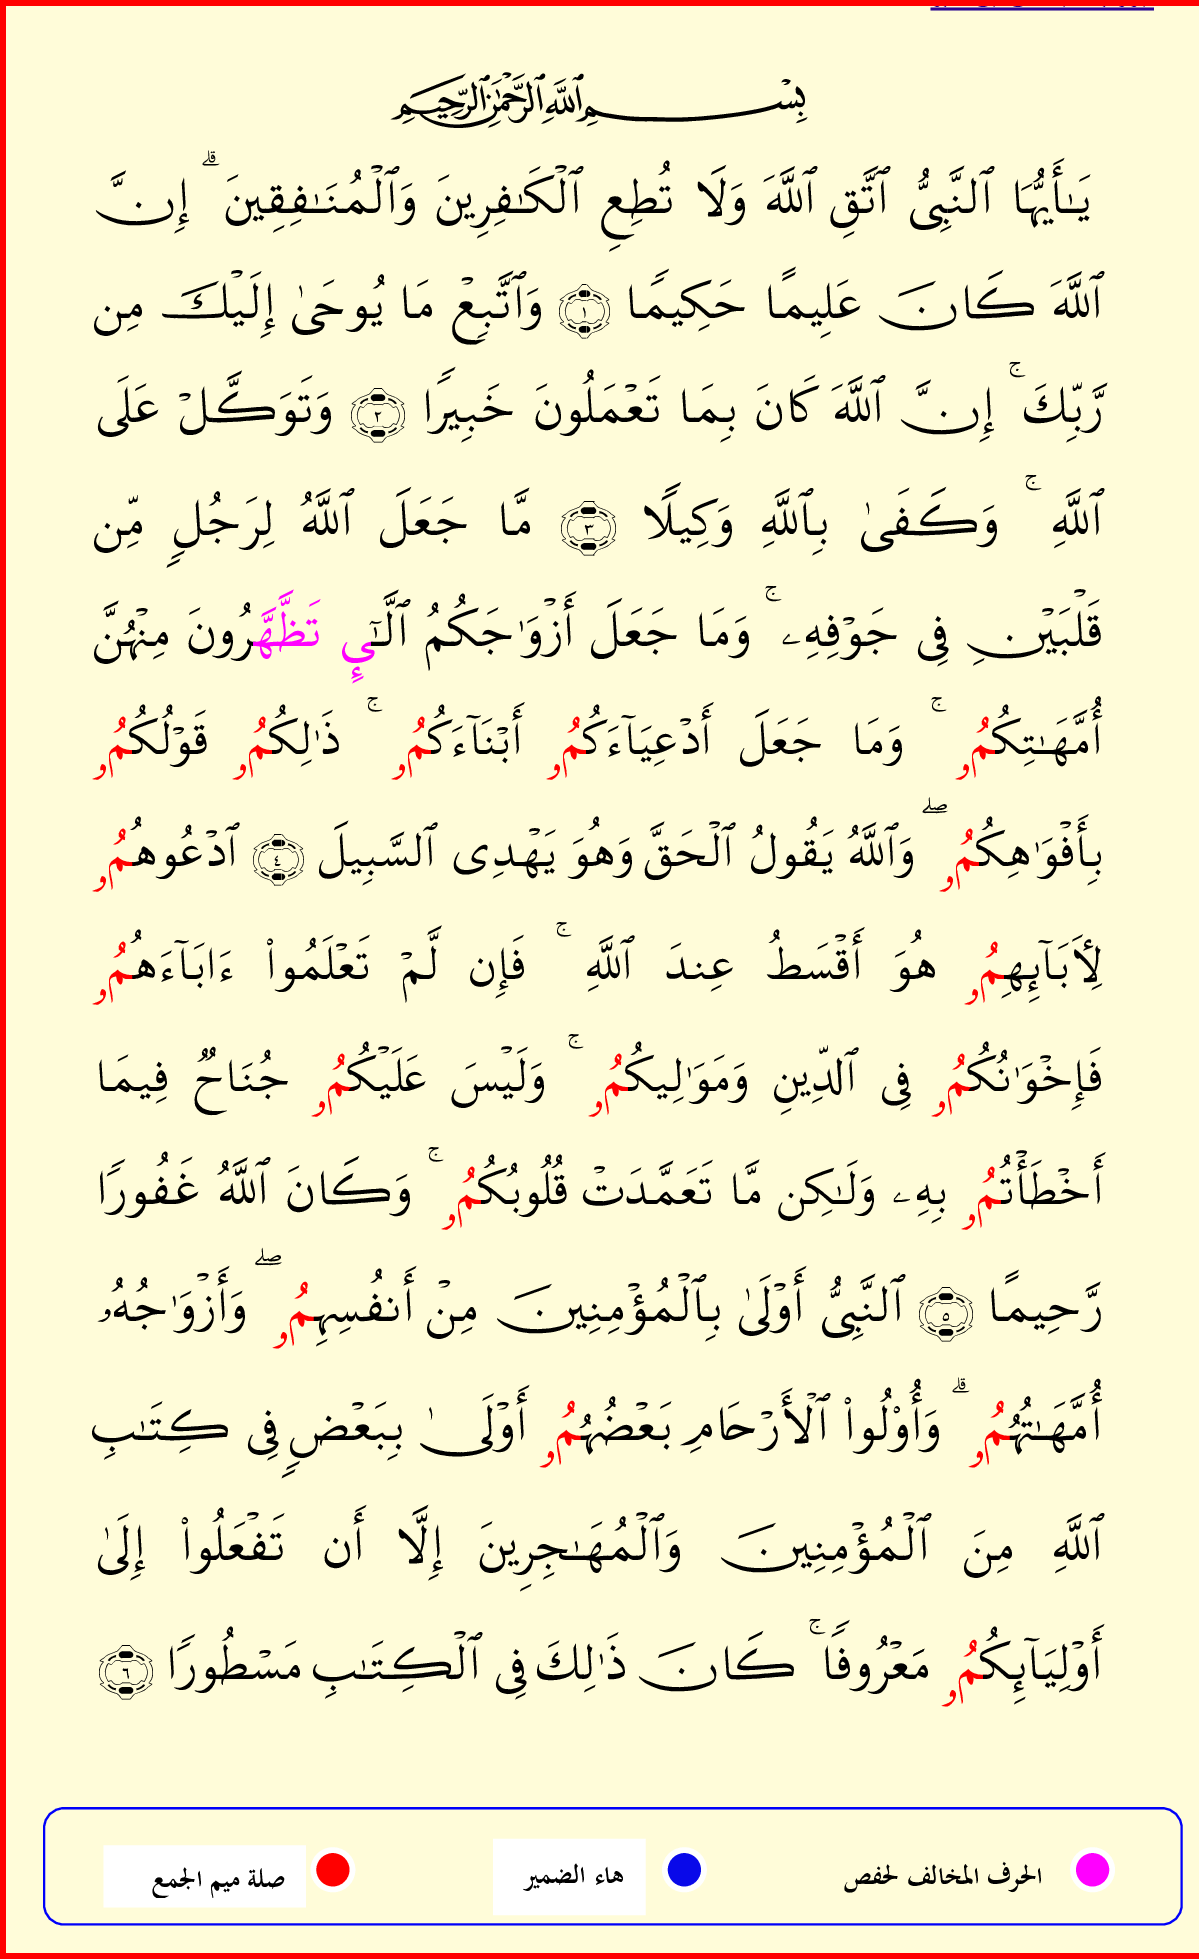 بِسْمِ ٱللَّهِ ٱلرَّحْمَٰنِ ٱلرَّحِيمِ
يَٰٓأَيُّهَا ٱلنَّبِىُّ ٱتَّقِ ٱللَّهَ وَلَا تُطِعِ ٱلْكَٰفِرِينَ وَٱلْمُنَٰفِقِينَ ۗ إِنَّ
ٱللَّهَ كَانَ عَلِيمًا حَكِيمًا ١ وَٱتَّبِعْ مَا يُوحَىٰ إِلَيْكَ مِن
رَّبِّكَ ۚ إِنَّ ٱللَّهَ كَانَ بِمَا تَعْمَلُونَ خَبِيرًا ٢ وَتَوَكَّلْ عَلَى
ٱللَّهِ ۚ وَكَفَىٰ بِٱللَّهِ وَكِيلًا ٣ مَّا جَعَلَ ٱللَّهُ لِرَجُلٍ مِّن
قَلْبَيْنِ فِى جَوْفِهِۦ ۚ وَمَا جَعَلَ أَزْوَٰجَكُمُ ٱلَّٰٓىِٕ تَظَّهَّرُونَ مِنْهُنَّ
أُمَّهَٰتِكُمُۥ ۚ وَمَا جَعَلَ أَدْعِيَآءَكُمُۥ أَبْنَآءَكُمُۥ ۚ ذَٰلِكُمُۥ قَوْلُكُمُۥ
بِأَفْوَٰهِكُمُۥ ۖ وَٱللَّهُ يَقُولُ ٱلْحَقَّ وَهُوَ يَهْدِى ٱلسَّبِيلَ ٤ ٱدْعُوهُمُۥ
لِأَبَآئِهِمُۥ هُوَ أَقْسَطُ عِندَ ٱللَّهِ ۚ فَإِن لَّمْ تَعْلَمُوا۟ ءَابَآءَهُمُۥ
فَإِخْوَٰنُكُمُۥ فِى ٱلدِّينِ وَمَوَٰلِيكُمُۥ ۚ وَلَيْسَ عَلَيْكُمُۥ جُنَاحٌ فِيمَا
أَخْطَأْتُمُۥ بِهِۦ وَلَٰكِن مَّا تَعَمَّدَتْ قُلُوبُكُمُۥ ۚ وَكَانَ ٱللَّهُ غَفُورًا
رَّحِيمًا ٥ ٱلنَّبِىُّ أَوْلَىٰ بِٱلْمُؤْمِنِينَ مِنْ أَنفُسِهِمُۥ ۖ وَأَزْوَٰجُهُۥ
أُمَّهَٰتُهُمُۥ ۗ وَأُو۟لُوا۟ ٱلْأَرْحَامِ بَعْضُهُمُۥ أَوْلَىٰ بِبَعْضٍ فِى كِتَٰبِ
ٱللَّهِ مِنَ ٱلْمُؤْمِنِينَ وَٱلْمُهَٰجِرِينَ إِلَّا أَن تَفْعَلُوا۟ إِلَىٰ
أَوْلِيَآئِكُمُۥ مَعْرُوفًا ۚ كَانَ ذَٰلِكَ فِى ٱلْكِتَٰبِ مَسْطُورًا ٦
الحرف المخالف لحفص هاء الضمير صلة ميم الجمع